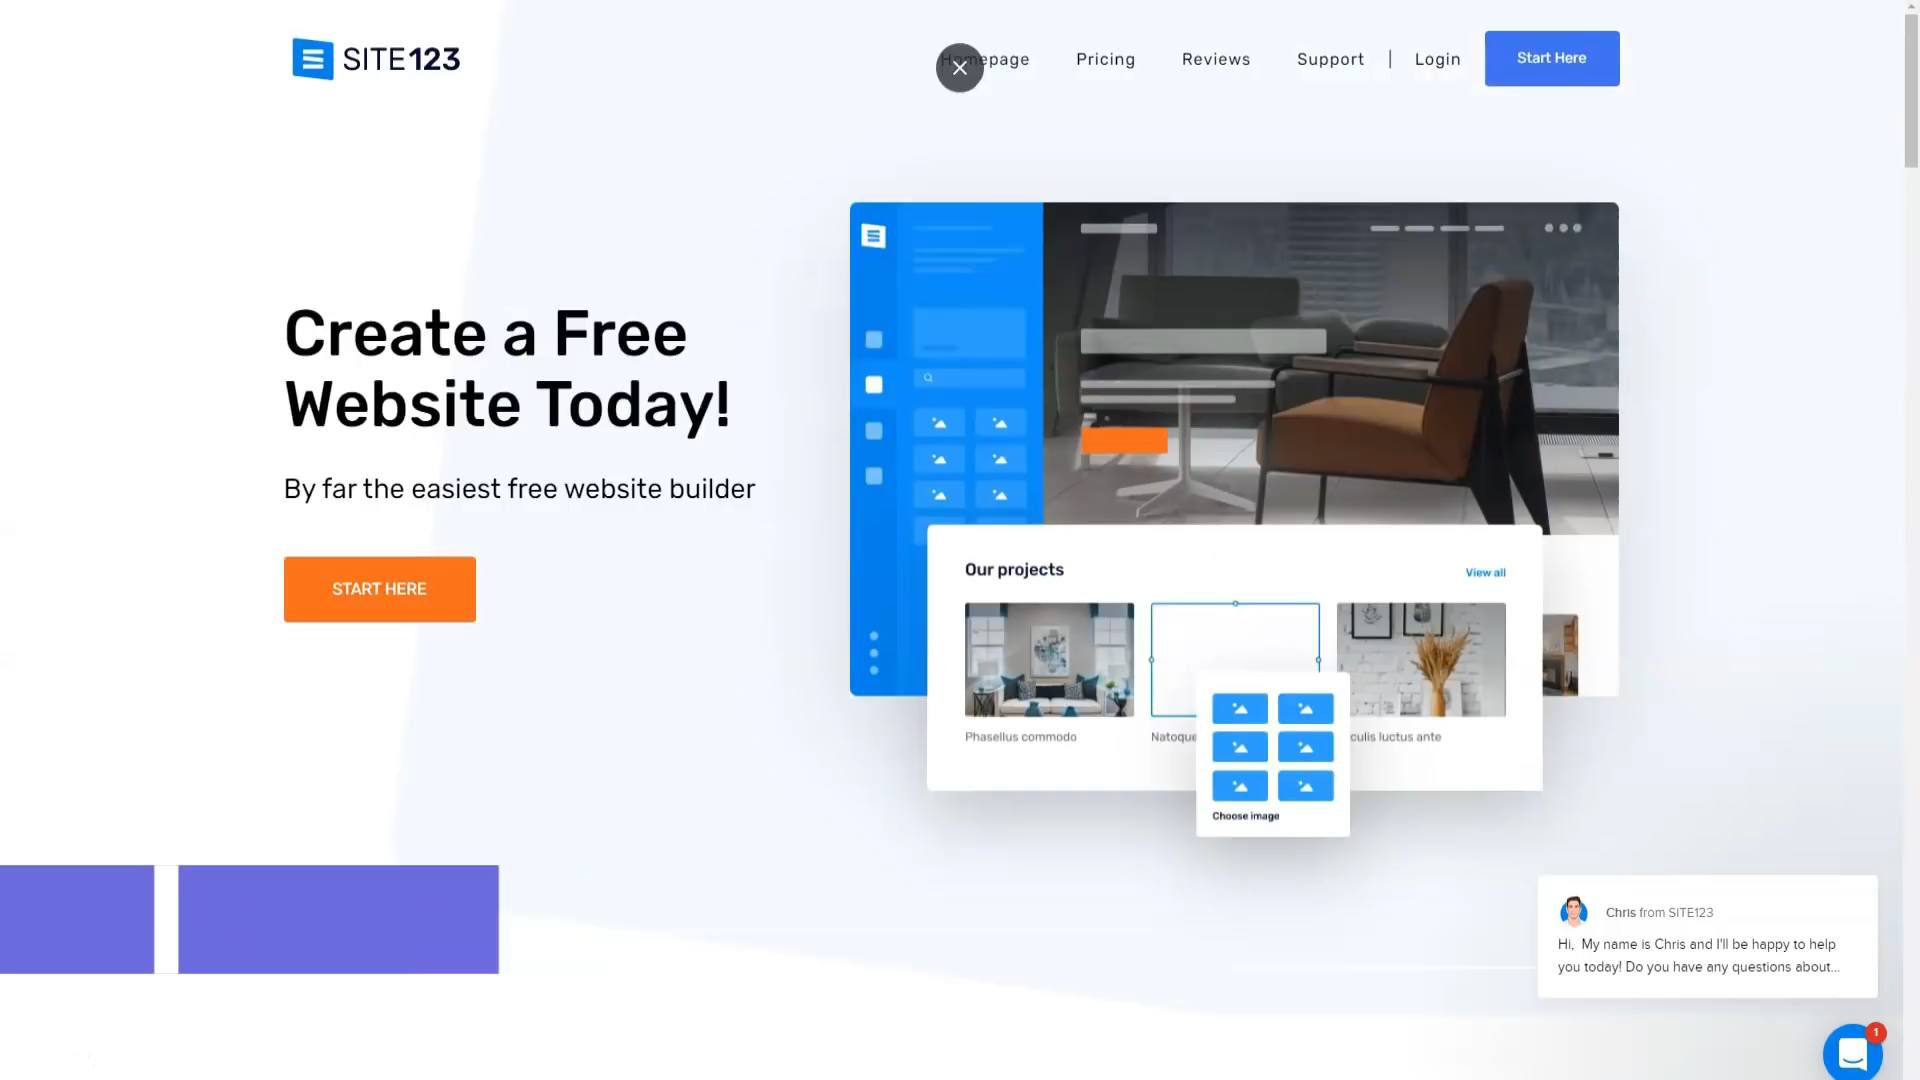 SITE123
Homepage
Pricing
Reviews
Support
Login
Start Here
Create a Free
Website Today!
By far the easiest free website builder
START HERE
Our projects
View all
Phasellus commodo
Natoque
culis luctus ante
Choose image
Chris from SITE123
Hi, My name is Chris and I'll be happy to help
you today! Do you have any questions about...
1